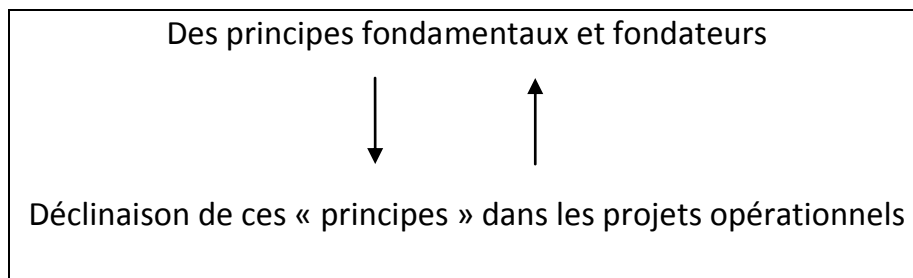 Des principes fondamentaux et fondateurs
Déclinaison de ces « principes » dans les projets opérationnels